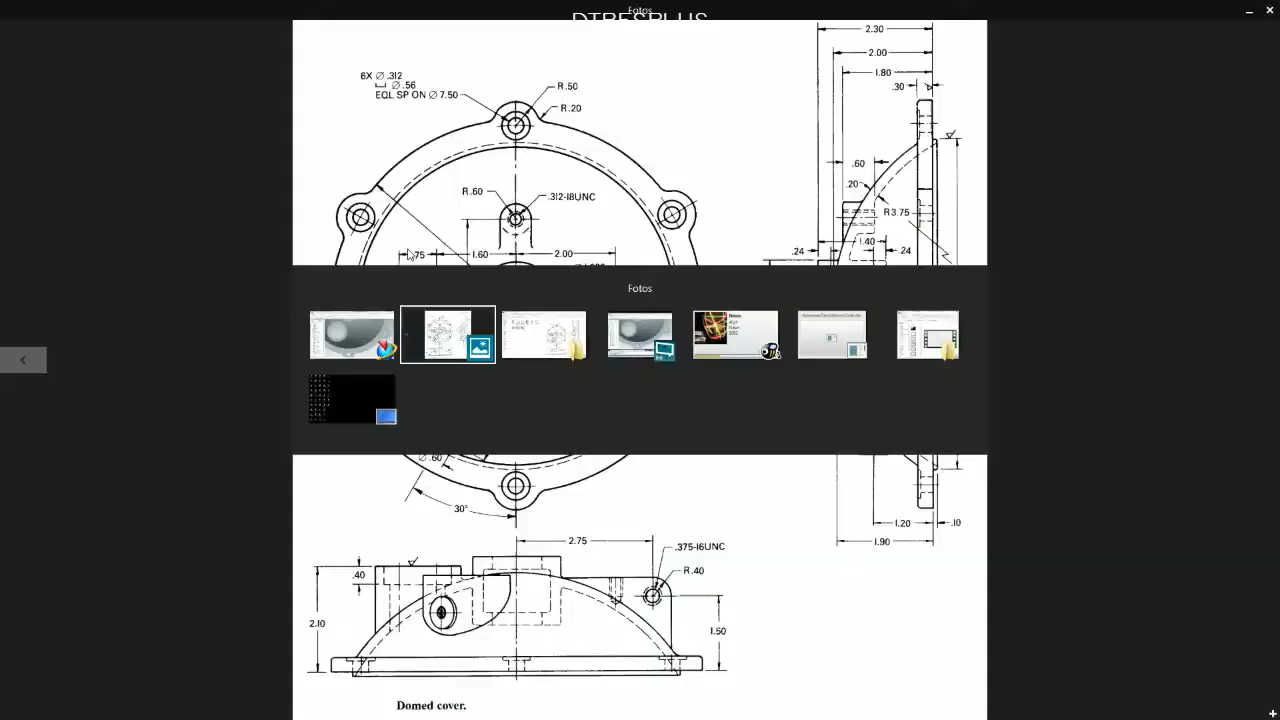 Fotos
DTRESPLUS
2.30
2.00
1.80
.30
6X ∅ .312
⌴ ∅ .56
EQL SP ON ∅ 7.50
R .50
R .20
.60
.20
R 3.75
R .60
.312-18UNC
.75
1.60
2.00
.24
1.40
.24
Fotos
∅ .60
30°
1.20
.10
1.90
2.75
.375-16UNC
R .40
.40
2.10
1.50
Domed cover.